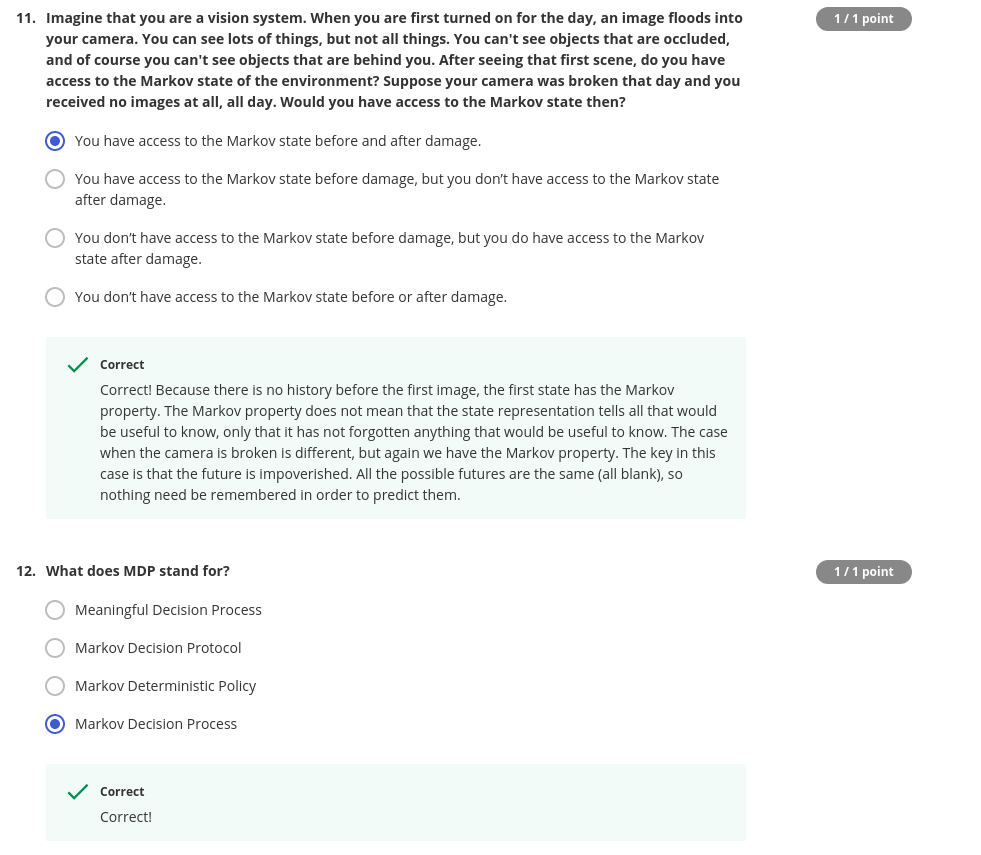 11. Imagine that you are a vision system. When you are first turned on for the day, an image floods into
1 / 1 point
your camera. You can see lots of things, but not all things. You can't see objects that are occluded,
and of course you can't see objects that are behind you. After seeing that first scene, do you have
access to the Markov state of the environment? Suppose your camera was broken that day and you
received no images at all, all day. Would you have access to the Markov state then?
You have access to the Markov state before and after damage.
You have access to the Markov state before damage, but you don’t have access to the Markov state
after damage.
You don’t have access to the Markov state before damage, but you do have access to the Markov
state after damage.
You don’t have access to the Markov state before or after damage.
Correct
Correct! Because there is no history before the first image, the first state has the Markov
property. The Markov property does not mean that the state representation tells all that would
be useful to know, only that it has not forgotten anything that would be useful to know. The case
when the camera is broken is different, but again we have the Markov property. The key in this
case is that the future is impoverished. All the possible futures are the same (all blank), so
nothing need be remembered in order to predict them.
12. What does MDP stand for?
1 / 1 point
Meaningful Decision Process
Markov Decision Protocol
Markov Deterministic Policy
Markov Decision Process
Correct
Correct!